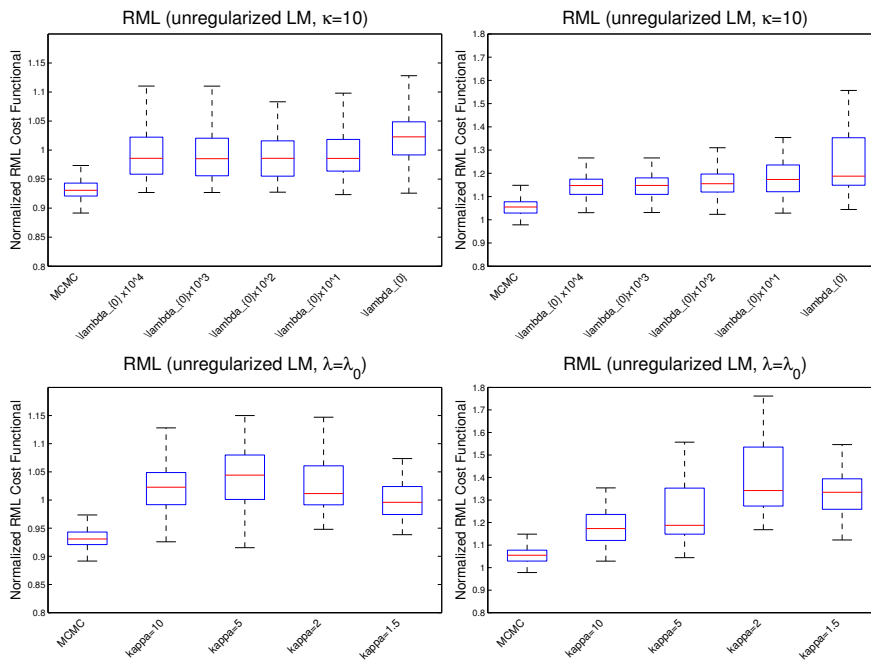 RML (unregularized LM, κ=10)
Normalized RML Cost Functional
1.15
1.1
1.05
1
0.95
0.9
0.85
0.8
MCMC
\lambda_{0} x10^4
\lambda_{0}x10^3
\lambda_{0}x10^2
\lambda_{0}x10^1
\lambda_{0}
RML (unregularized LM, κ=10)
Normalized RML Cost Functional
1.8
1.7
1.6
1.5
1.4
1.3
1.2
1.1
1
0.9
0.8
MCMC
\lambda_{0} x10^4
\lambda_{0}x10^3
\lambda_{0}x10^2
\lambda_{0}x10^1
\lambda_{0}
RML (unregularized LM, λ=λ0)
Normalized RML Cost Functional
1.15
1.1
1.05
1
0.95
0.9
0.85
0.8
MCMC
kappa=10
kappa=5
kappa=2
kappa=1.5
RML (unregularized LM, λ=λ0)
Normalized RML Cost Functional
1.8
1.7
1.6
1.5
1.4
1.3
1.2
1.1
1
0.9
0.8
MCMC
kappa=10
kappa=5
kappa=2
kappa=1.5